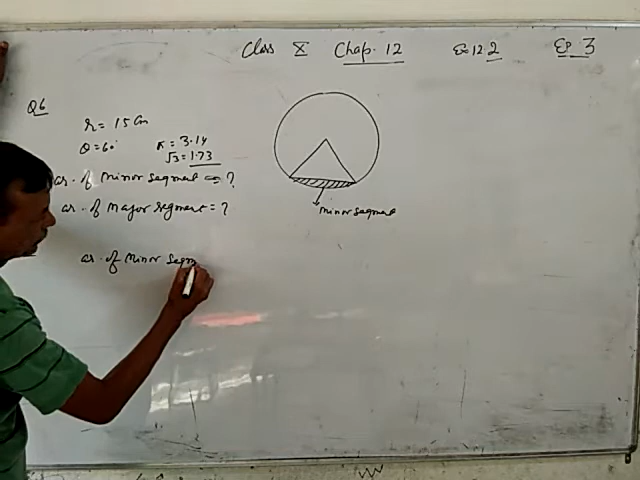 Class X Chap. 12 Ex 12.2 Ep 3
Q6
r = 15 Cm
θ = 60° π = 3.14
√3 = 1.73
ar. of Minor Segment = ?
ar. of Major Segment = ?
Minor Segment
ar. of Minor Segm